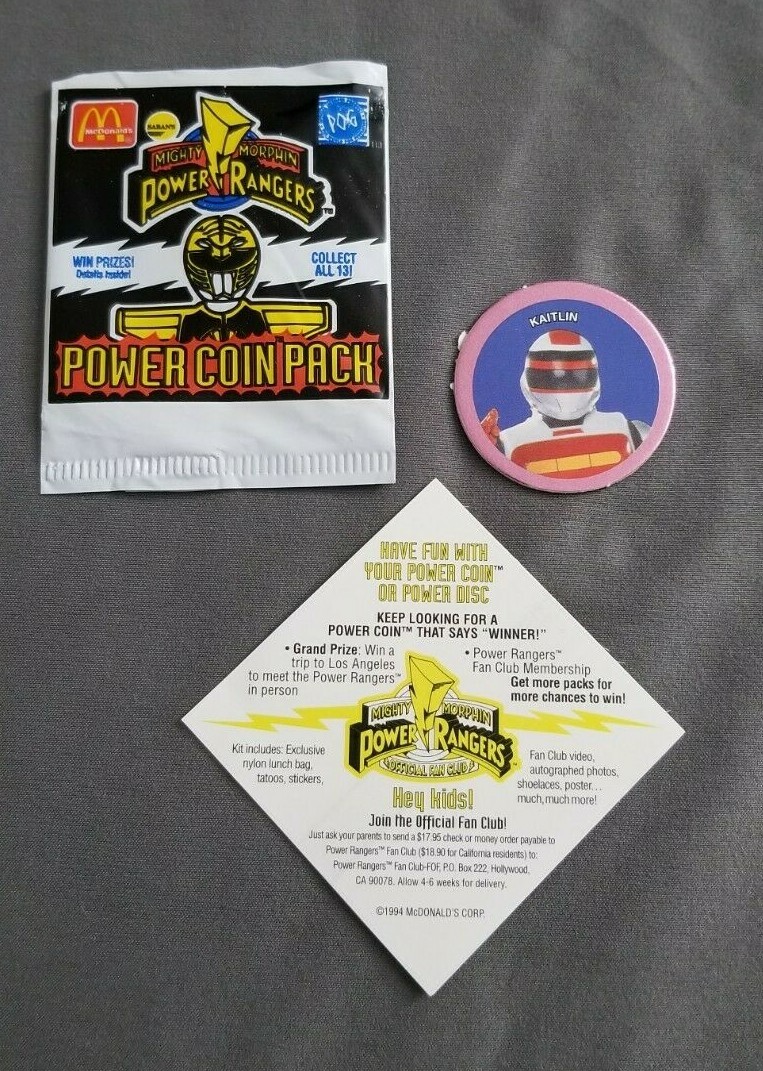 McDonald's
SABAN'S
POG
MIGHTY MORPHIN
POWER RANGERS™
WIN PRIZES!
Details Inside!
COLLECT
ALL 13!
POWER COIN PACK
KAITLIN
HAVE FUN WITH
YOUR POWER COIN™
OR POWER DISC
KEEP LOOKING FOR A
POWER COIN™ THAT SAYS "WINNER!"
• Grand Prize: Win a
trip to Los Angeles
to meet the Power Rangers™
in person
• Power Rangers™
Fan Club Membership
Get more packs for
more chances to win!
MIGHTY MORPHIN
POWER RANGERS™
OFFICIAL FAN CLUB
Kit includes: Exclusive
nylon lunch bag,
tatoos, stickers,
Fan Club video,
autographed photos,
shoelaces, poster...
much, much more!
Hey kids!
Join the Official Fan Club!
Just ask your parents to send a $17.95 check or money order payable to
Power Rangers™ Fan Club ($18.90 for California residents) to:
Power Rangers™ Fan Club-FOF, P.O. Box 222, Hollywood,
CA 90078. Allow 4-6 weeks for delivery.
©1994 McDONALD'S CORP.